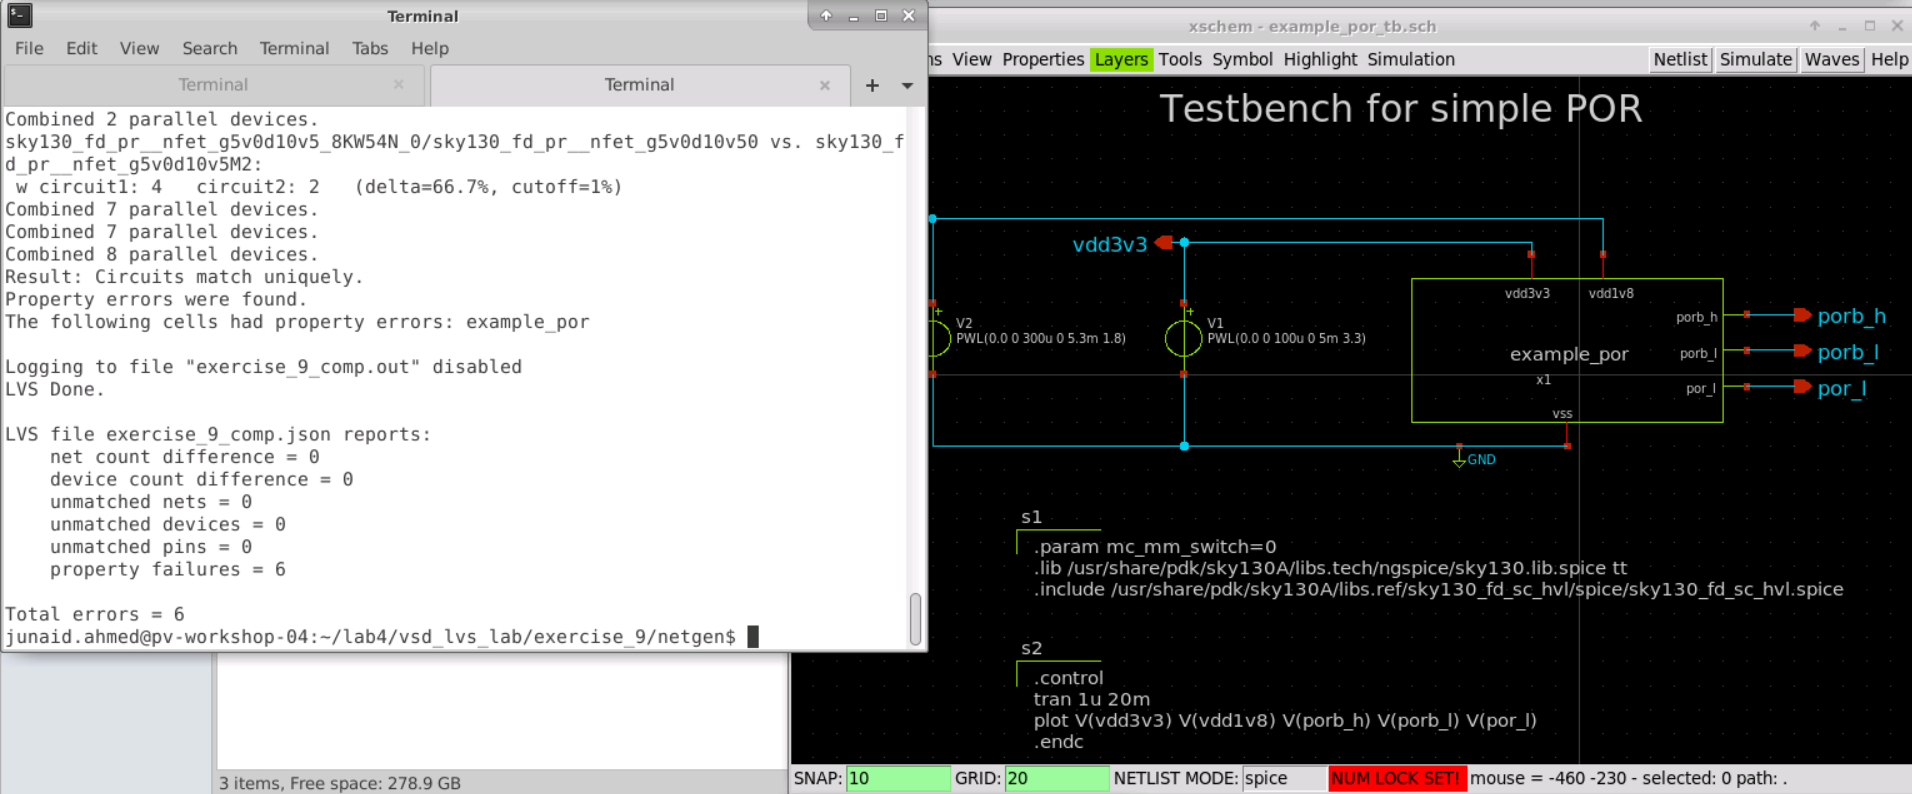 Terminal
File Edit View Search Terminal Tabs Help
Terminal
Terminal
Combined 2 parallel devices.
sky130_fd_pr__nfet_g5v0d10v5_8KW54N_0/sky130_fd_pr__nfet_g5v0d10v50 vs. sky130_f
d_pr__nfet_g5v0d10v5M2:
w circuit1: 4 circuit2: 2 (delta=66.7%, cutoff=1%)
Combined 7 parallel devices.
Combined 7 parallel devices.
Combined 8 parallel devices.
Result: Circuits match uniquely.
Property errors were found.
The following cells had property errors: example_por
Logging to file "exercise_9_comp.out" disabled
LVS Done.
LVS file exercise_9_comp.json reports:
net count difference = 0
device count difference = 0
unmatched nets = 0
unmatched devices = 0
unmatched pins = 0
property failures = 6
Total errors = 6
junaid.ahmed@pv-workshop-04:~/lab4/vsd_lvs_lab/exercise_9/netgen$
3 items, Free space: 278.9 GB
xschem - example_por_tb.sch
ns View Properties Layers Tools Symbol Highlight Simulation Netlist Simulate Waves Help
Testbench for simple POR
vdd3v3
vdd3v3 vdd1v8
V2
PWL(0.0 0 300u 0 5.3m 1.8)
V1
PWL(0.0 0 100u 0 5m 3.3)
porb_h porb_h
example_por
porb_l porb_l
x1
por_l por_l
vss
GND
s1
.param mc_mm_switch=0
.lib /usr/share/pdk/sky130A/libs.tech/ngspice/sky130.lib.spice tt
.include /usr/share/pdk/sky130A/libs.ref/sky130_fd_sc_hvl/spice/sky130_fd_sc_hvl.spice
s2
.control
tran 1u 20m
plot V(vdd3v3) V(vdd1v8) V(porb_h) V(porb_l) V(por_l)
.endc
SNAP: 10 GRID: 20 NETLIST MODE: spice NUM LOCK SET! mouse = -460 -230 - selected: 0 path: .